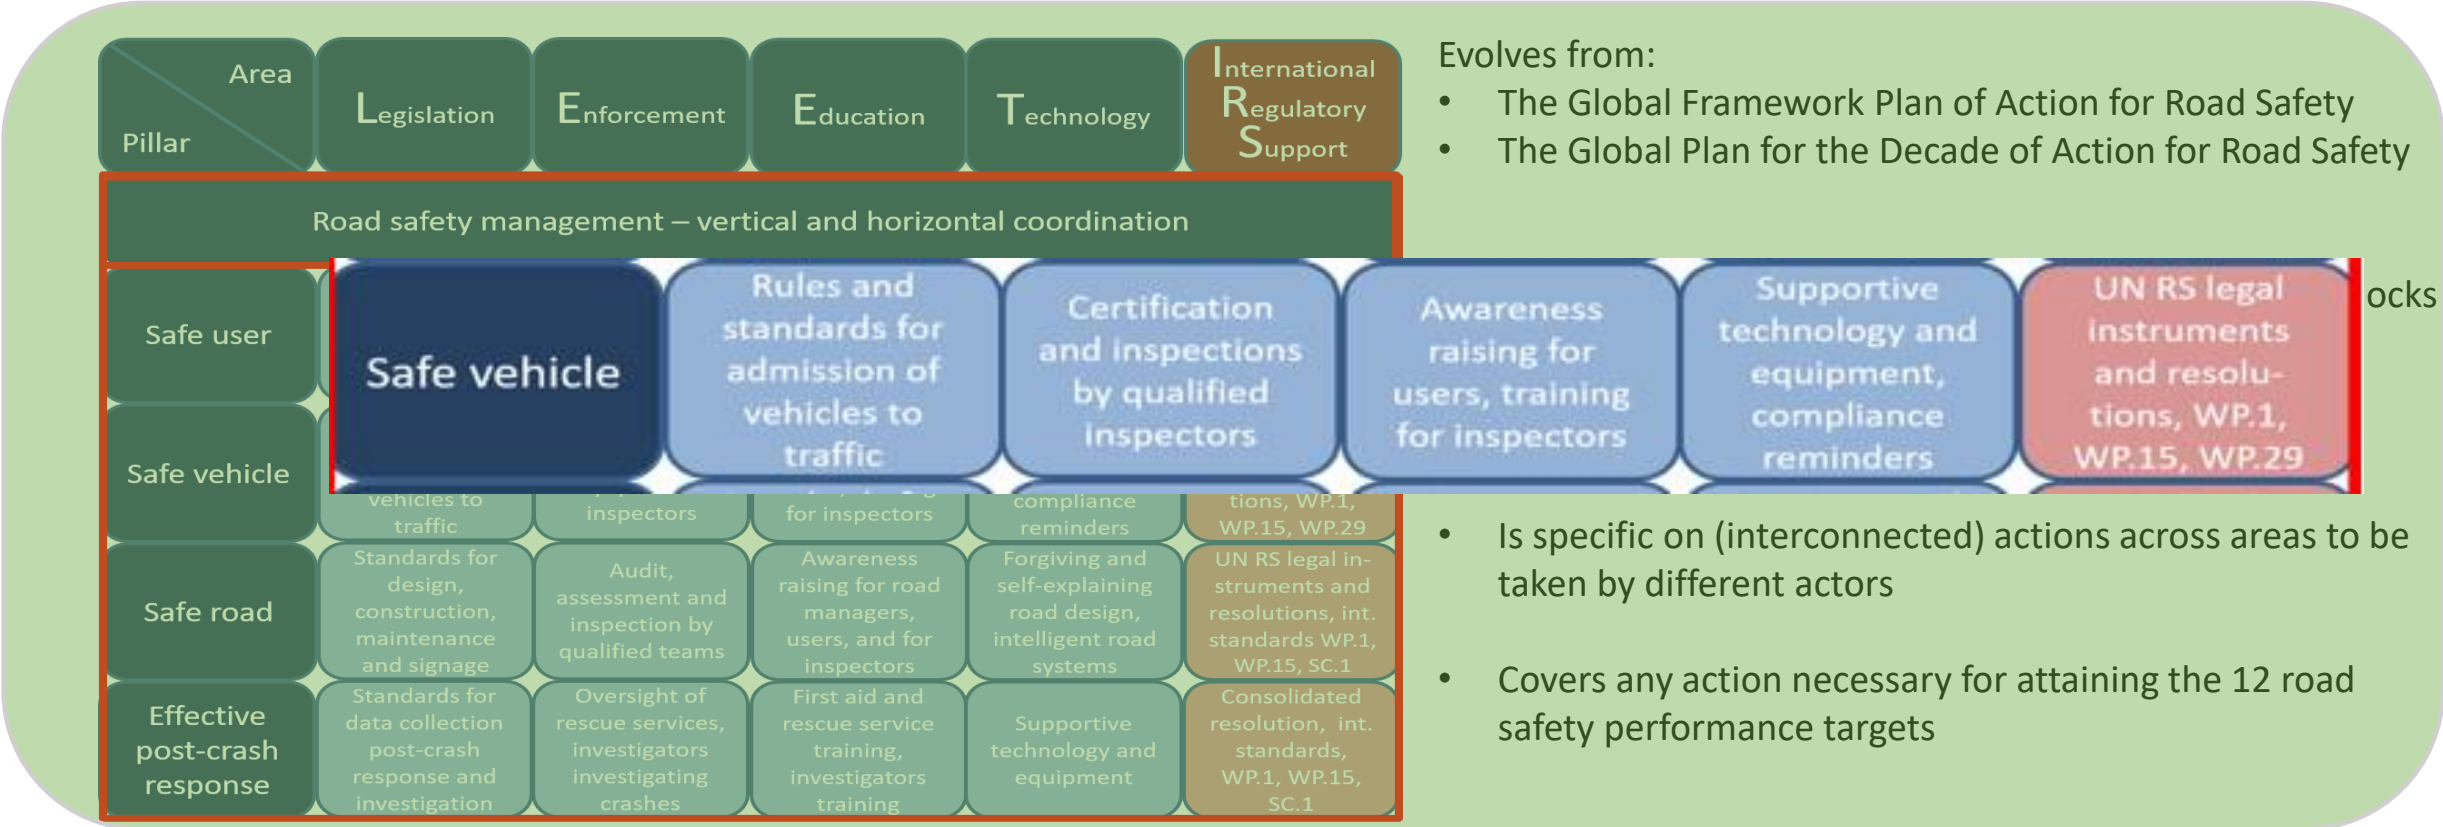 Area
Pillar
Legislation
Enforcement
Education
Technology
International
Regulatory
Support
Road safety management – vertical and horizontal coordination
Safe user
Safe vehicle
Rules and
standards for
admission of
vehicles to
traffic
Certification
and inspections
by qualified
inspectors
Awareness
raising for
users, training
for inspectors
Supportive
technology and
equipment,
compliance
reminders
UN RS legal
instruments
and resolu-
tions, WP.1,
WP.15, WP.29
Safe vehicle
vehicles to
traffic
inspectors
for inspectors
compliance
reminders
tions, WP.1,
WP.15, WP.29
Safe road
Standards for
design,
construction,
maintenance
and signage
Audit,
assessment and
inspection by
qualified teams
Awareness
raising for road
managers,
users, and for
inspectors
Forgiving and
self-explaining
road design,
intelligent road
systems
UN RS legal in-
struments and
resolutions, int.
standards WP.1,
WP.15, SC.1
Effective
post-crash
response
Standards for
data collection
post-crash
response and
investigation
Oversight of
rescue services,
investigators
investigating
crashes
First aid and
rescue service
training,
investigators
training
Supportive
technology and
equipment
Consolidated
resolution, int.
standards,
WP.1, WP.15,
SC.1
Evolves from:
• The Global Framework Plan of Action for Road Safety
• The Global Plan for the Decade of Action for Road Safety
ocks
• Is specific on (interconnected) actions across areas to be
taken by different actors
• Covers any action necessary for attaining the 12 road
safety performance targets